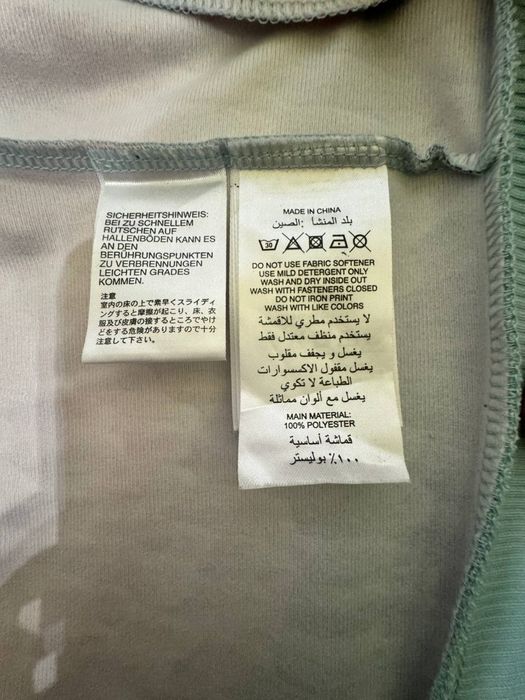 SICHERHEITSHINWEIS:
BEI ZU SCHNELLEM
RUTSCHEN AUF
HALLENBÖDEN KANN ES
AN DEN
BERÜHRUNGSPUNKTEN
ZU VERBRENNUNGEN
LEICHTEN GRADES
KOMMEN.
注意
室内の床の上で素早くスライディ
ングすると摩擦が起こり、床、衣
服及び皮膚の接するところでやけ
どをする危険がありますので十分
注意して下さい。
MADE IN CHINA
بلد المنشأ :الصين
30
DO NOT USE FABRIC SOFTENER
USE MILD DETERGENT ONLY
WASH AND DRY INSIDE OUT
WASH WITH FASTENERS CLOSED
DO NOT IRON PRINT
WASH WITH LIKE COLORS
لا يستخدم مطري للاقمشة
يستخدم منظف معتدل فقط
يغسل و يجفف مقلوب
يغسل مقفول الاكسسوارات
الطباعة لا تكوي
يغسل مع ألوان مماثلة
MAIN MATERIAL:
100% POLYESTER
قماشة أساسية
١٠٠٪ بوليستر